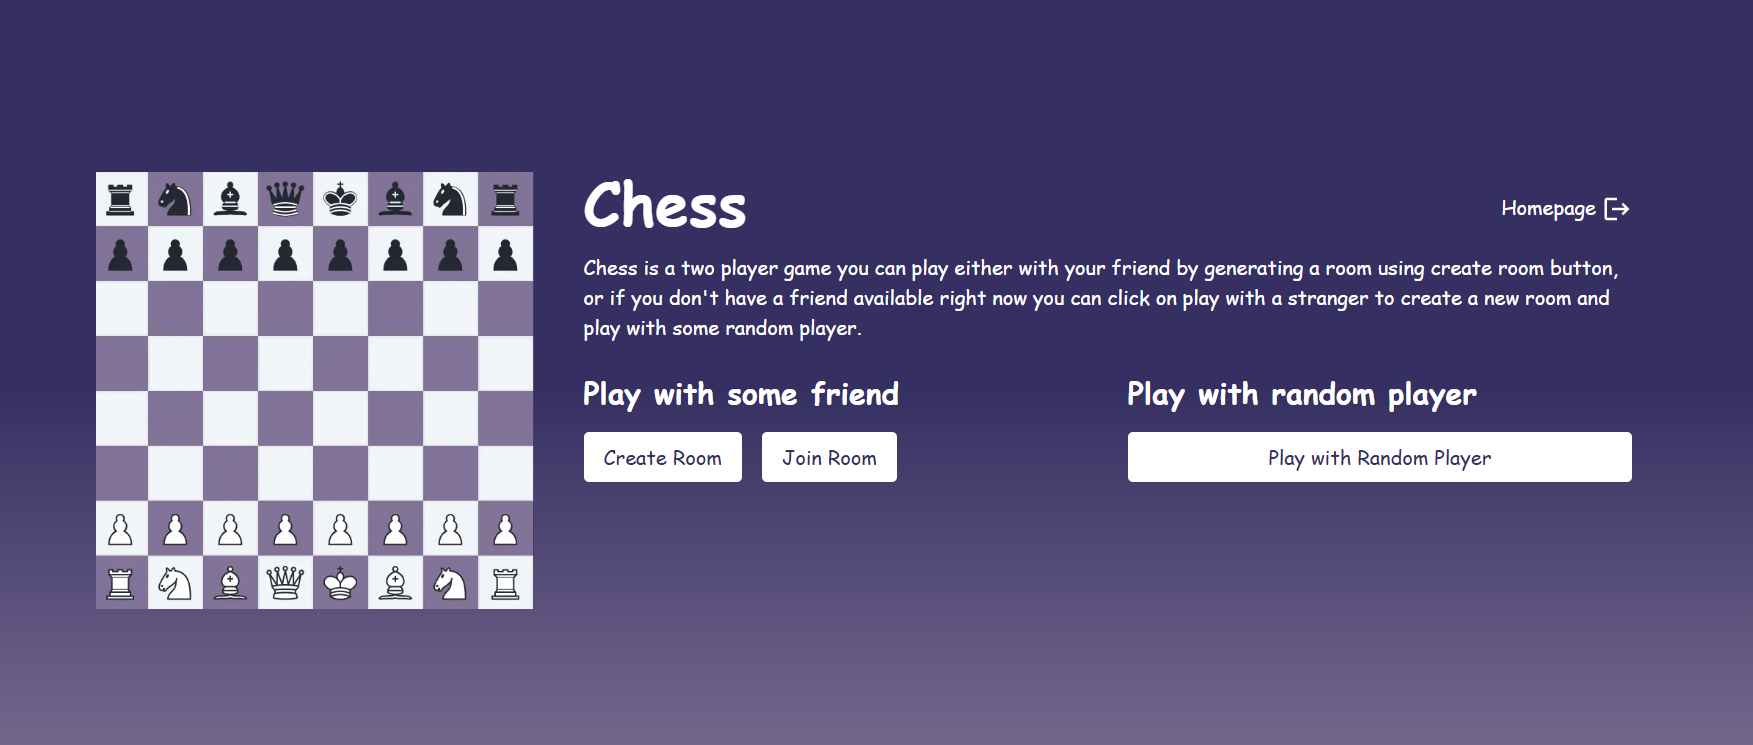 Chess
Homepage
Chess is a two player game you can play either with your friend by generating a room using create room button,
or if you don't have a friend available right now you can click on play with a stranger to create a new room and
play with some random player.
Play with some friend
Create Room
Join Room
Play with random player
Play with Random Player